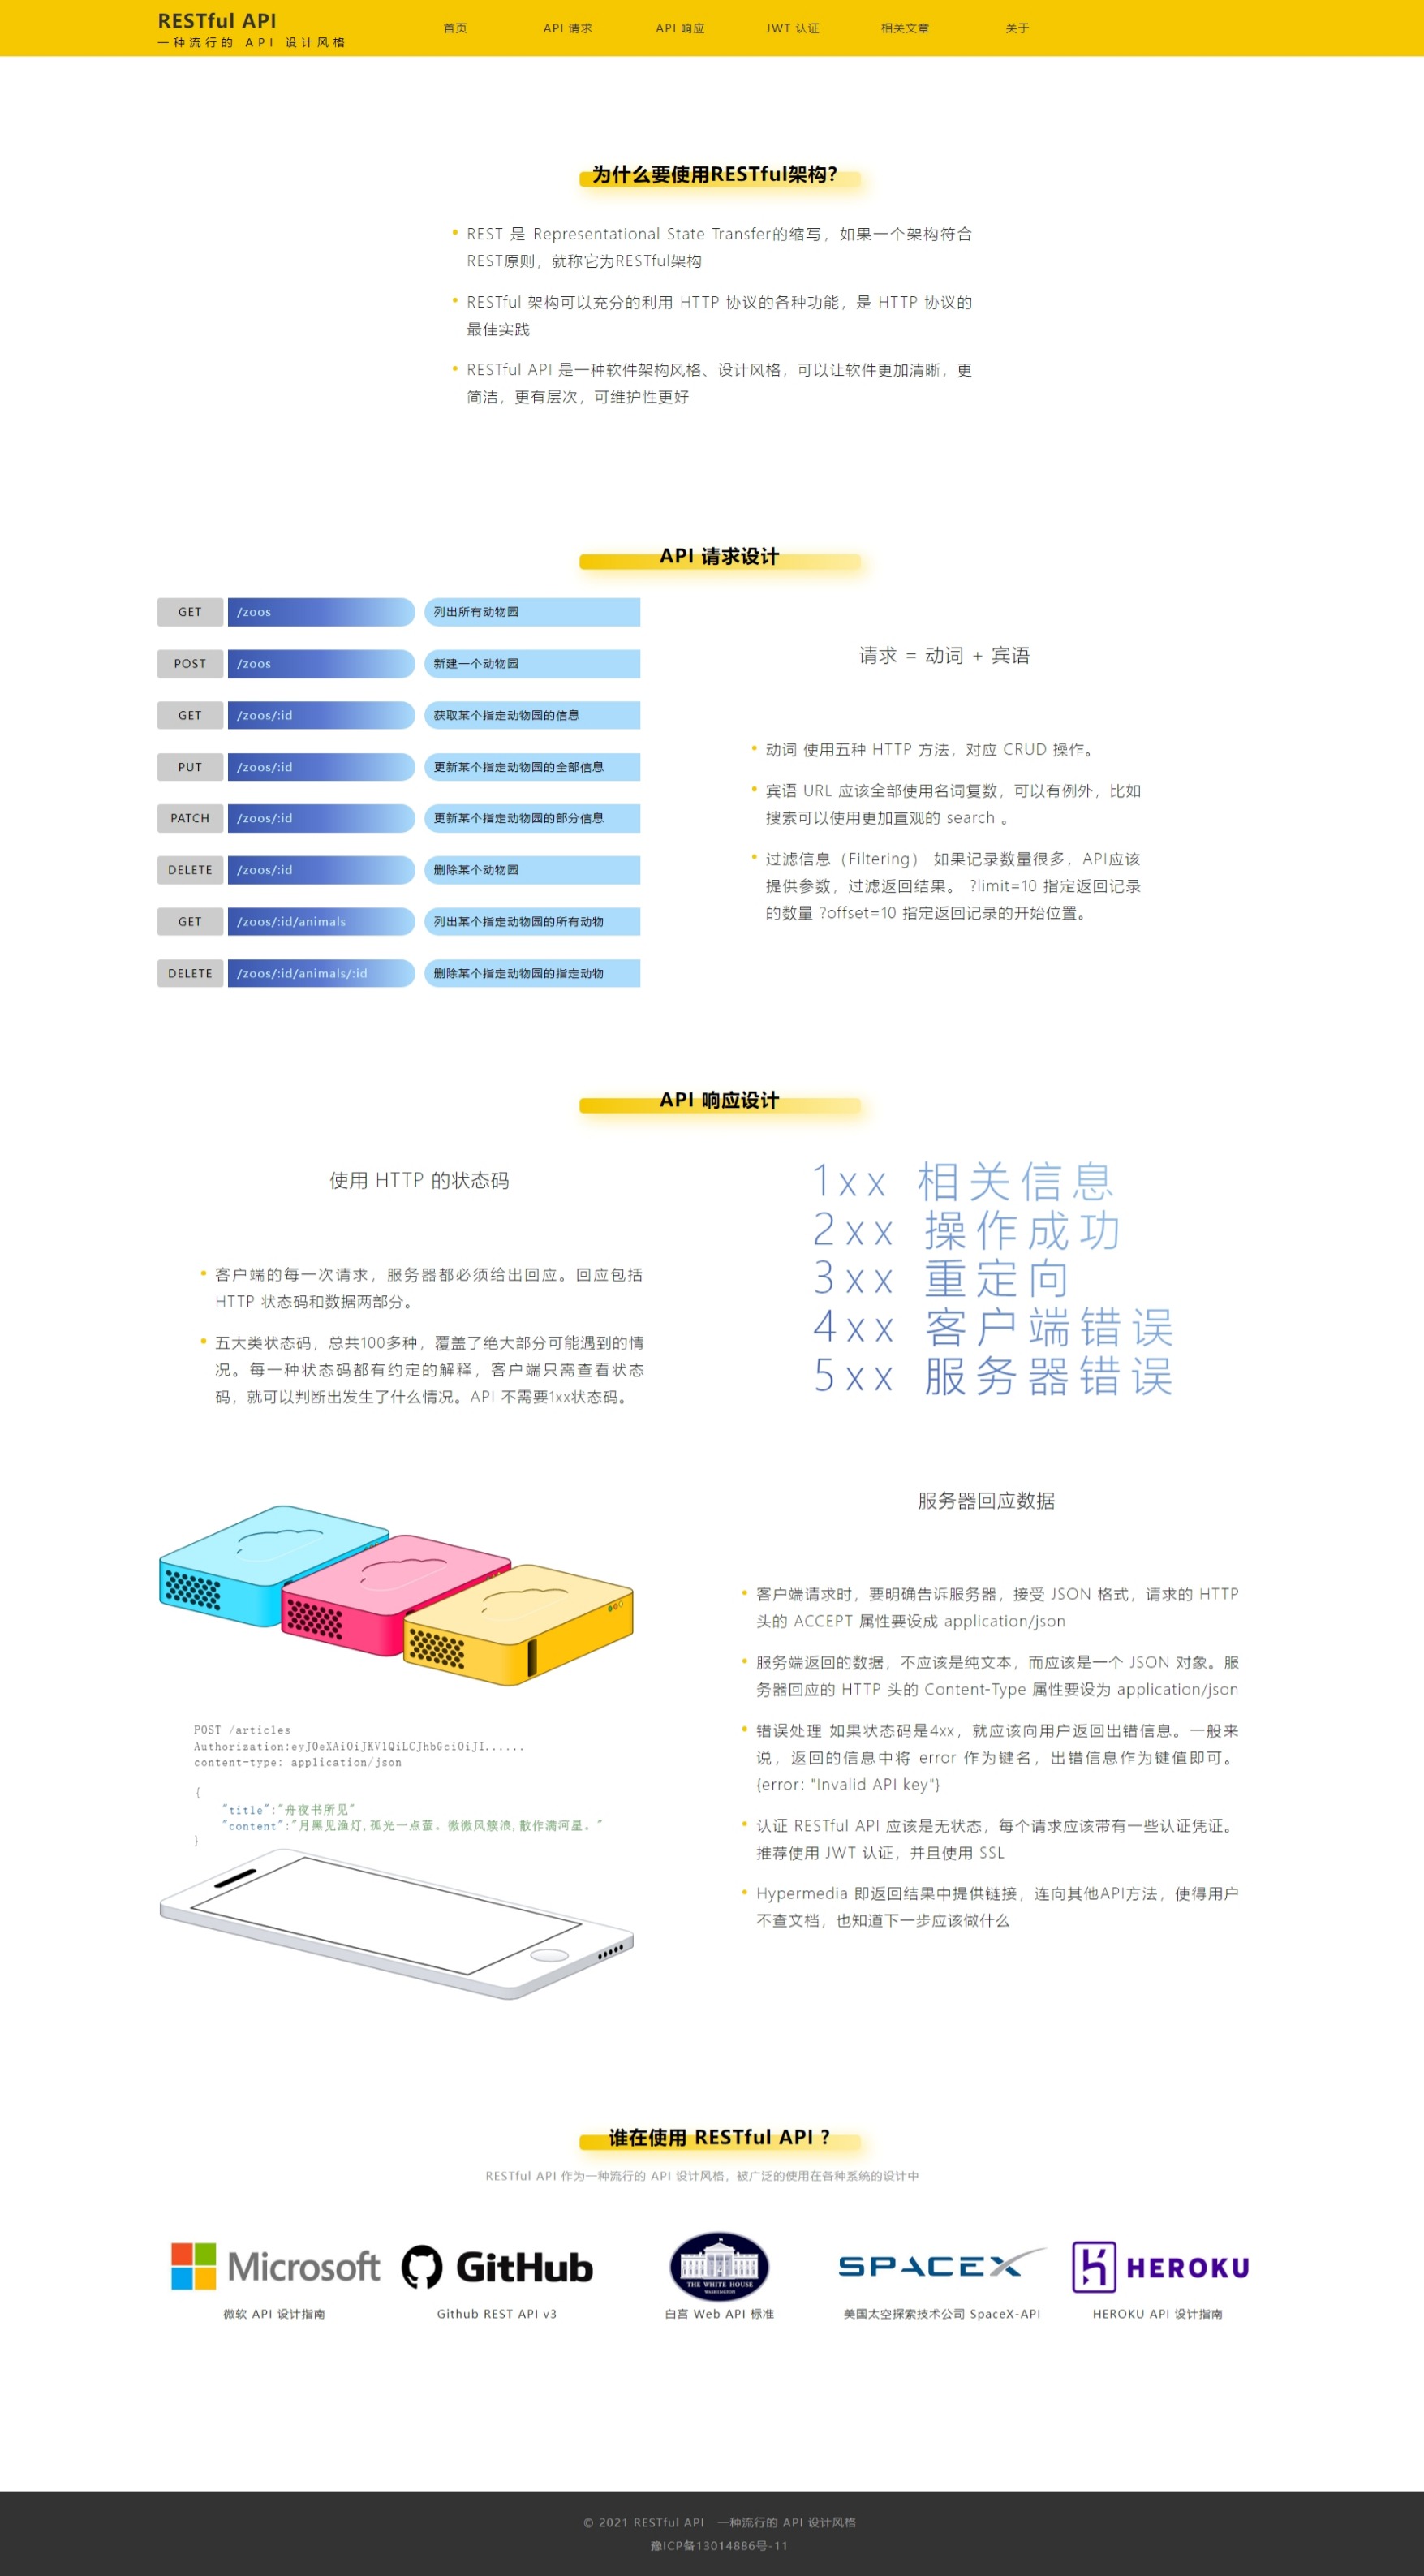 RESTful API
一种流行的 API 设计风格
首页
API 请求
API 响应
JWT 认证
相关文章
关于
为什么要使用RESTful架构?
REST 是 Representational State Transfer的缩写，如果一个架构符合
REST原则，就称它为RESTful架构
RESTful 架构可以充分的利用 HTTP 协议的各种功能，是 HTTP 协议的
最佳实践
RESTful API 是一种软件架构风格、设计风格，可以让软件更加清晰，更
简洁，更有层次，可维护性更好
API 请求设计
GET /zoos 列出所有动物园
POST /zoos 新建一个动物园
GET /zoos/:id 获取某个指定动物园的信息
PUT /zoos/:id 更新某个指定动物园的全部信息
PATCH /zoos/:id 更新某个指定动物园的部分信息
DELETE /zoos/:id 删除某个动物园
GET /zoos/:id/animals 列出某个指定动物园的所有动物
DELETE /zoos/:id/animals/:id 删除某个指定动物园的指定动物
请求 = 动词 + 宾语
动词 使用五种 HTTP 方法，对应 CRUD 操作。
宾语 URL 应该全部使用名词复数，可以有例外，比如
搜索可以使用更加直观的 search 。
过滤信息（Filtering） 如果记录数量很多，API应该
提供参数，过滤返回结果。 ?limit=10 指定返回记录
的数量 ?offset=10 指定返回记录的开始位置。
API 响应设计
使用 HTTP 的状态码
客户端的每一次请求，服务器都必须给出回应。回应包括
HTTP 状态码和数据两部分。
五大类状态码，总共100多种，覆盖了绝大部分可能遇到的情
况。每一种状态码都有约定的解释，客户端只需查看状态
码，就可以判断出发生了什么情况。API 不需要1xx状态码。
1xx 相关信息
2xx 操作成功
3xx 重定向
4xx 客户端错误
5xx 服务器错误
POST /articles
Authorization:eyJ0eXAiOiJKV1QiLCJhbGciOiJI......
content-type: application/json
{
"title":"舟夜书所见"
"content":"月黑见渔灯,孤光一点萤。微微风簇浪,散作满河星。"
}
服务器回应数据
客户端请求时，要明确告诉服务器，接受 JSON 格式，请求的 HTTP
头的 ACCEPT 属性要设成 application/json
服务端返回的数据，不应该是纯文本，而应该是一个 JSON 对象。服
务器回应的 HTTP 头的 Content-Type 属性要设为 application/json
错误处理 如果状态码是4xx，就应该向用户返回出错信息。一般来
说，返回的信息中将 error 作为键名，出错信息作为键值即可。
{error: "Invalid API key"}
认证 RESTful API 应该是无状态，每个请求应该带有一些认证凭证。
推荐使用 JWT 认证，并且使用 SSL
Hypermedia 即返回结果中提供链接，连向其他API方法，使得用户
不查文档，也知道下一步应该做什么
谁在使用 RESTful API ?
RESTful API 作为一种流行的 API 设计风格，被广泛的使用在各种系统的设计中
Microsoft
GitHub
THE WHITE HOUSE
WASHINGTON
SPACEX
HEROKU
微软 API 设计指南
Github REST API v3
白宫 Web API 标准
美国太空探索技术公司 SpaceX-API
HEROKU API 设计指南
© 2021 RESTful API 一种流行的 API 设计风格
豫ICP备13014886号-11